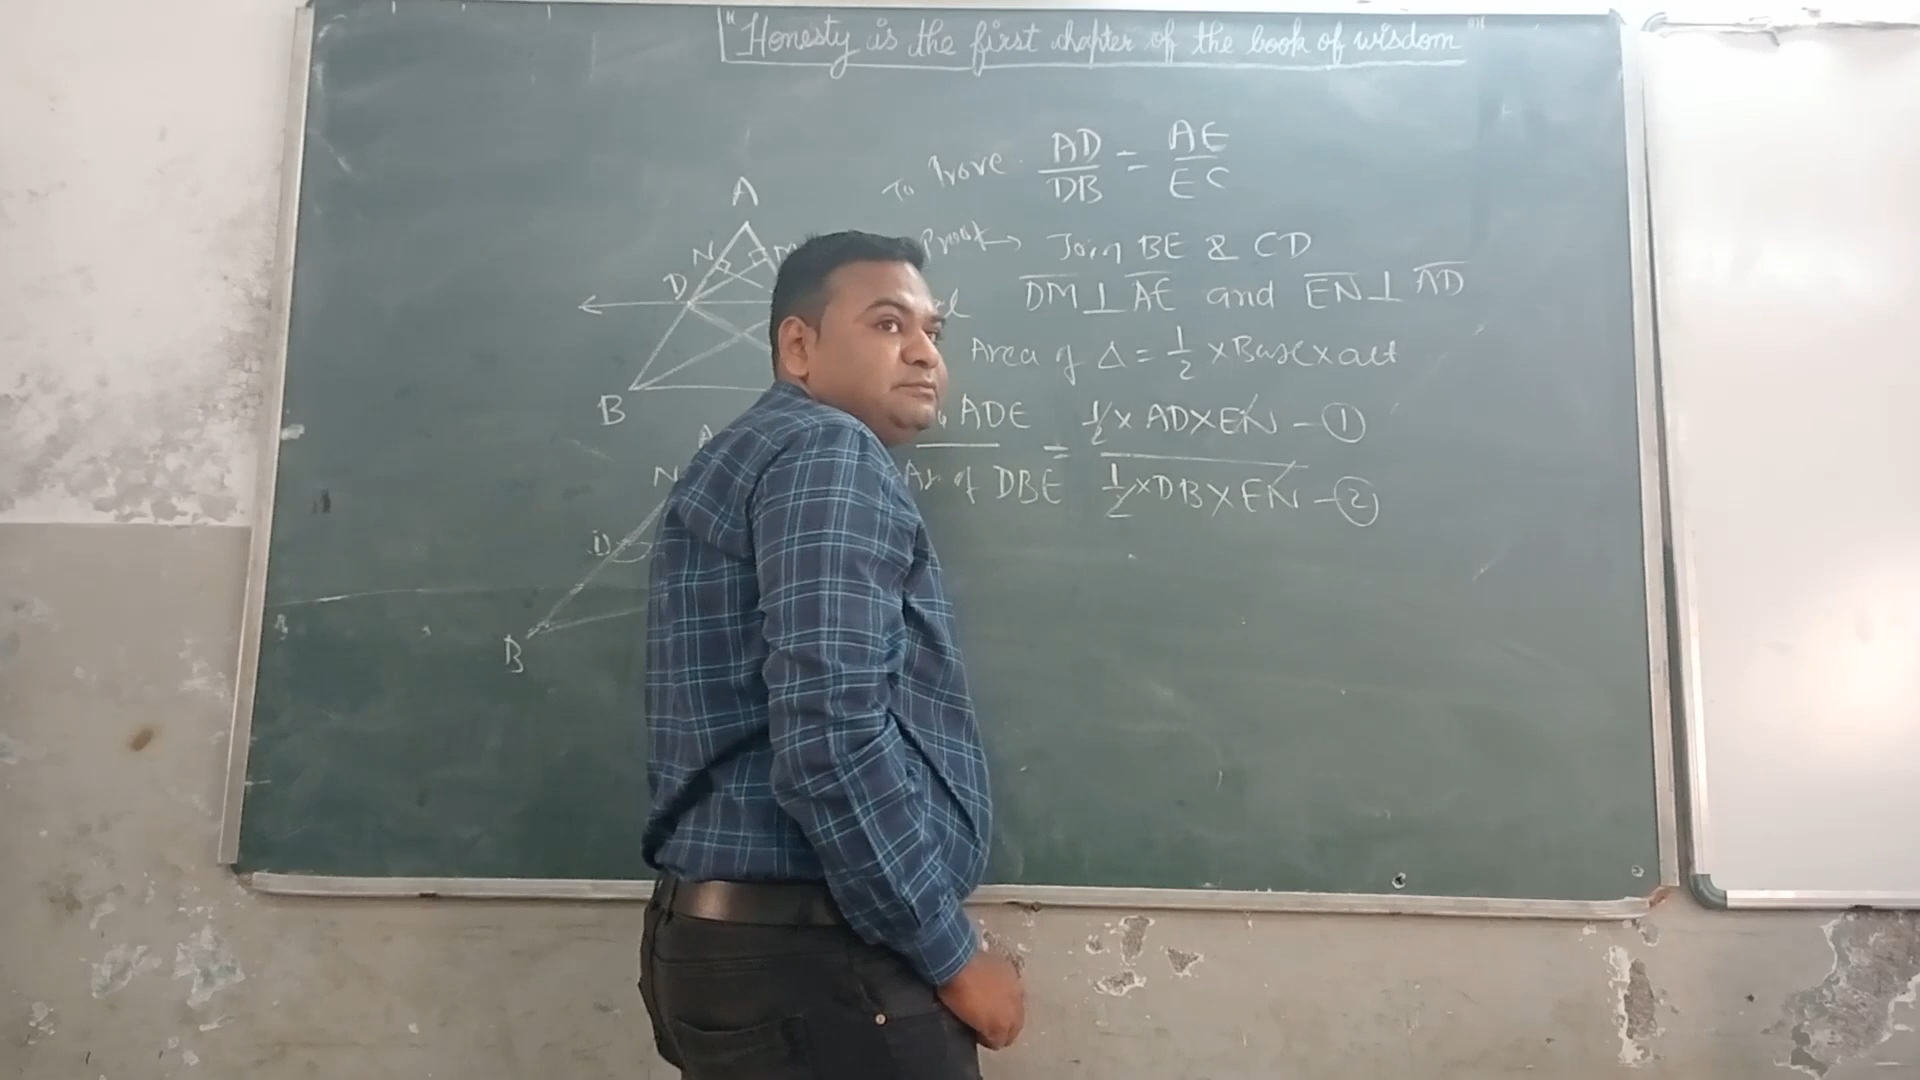 "Honesty is the first chapter of the book of wisdom"
To Prove. AD/DB = AE/EC
Proof → Join BE & CD
DM ⊥ AE and EN ⊥ AD
Area of Δ = 1/2 × Base × alt
ADE = 1/2 × AD × EN - ①
Ar of DBE 1/2 × DB × EN - ②
A
N M
D
B
A
N
D
B